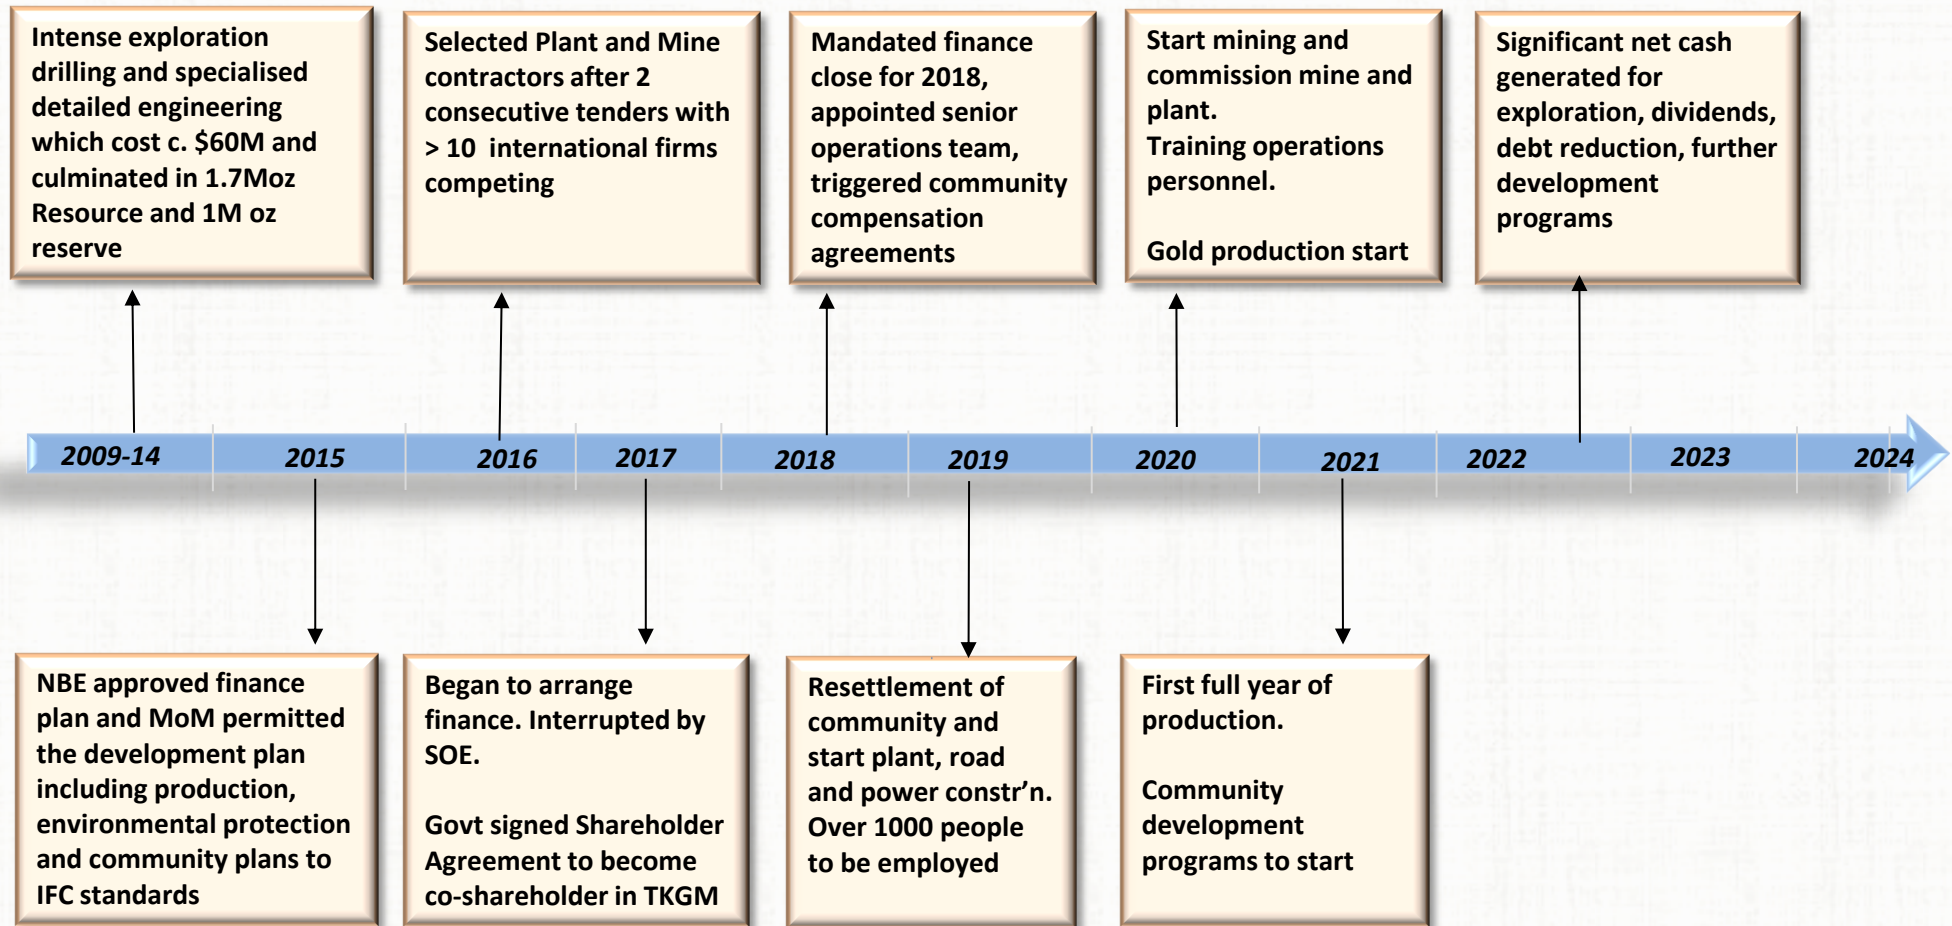 Intense exploration
drilling and specialised
detailed engineering
which cost c. $60M and
culminated in 1.7Moz
Resource and 1M oz
reserve
Selected Plant and Mine
contractors after 2
consecutive tenders with
> 10 international firms
competing
Mandated finance
close for 2018,
appointed senior
operations team,
triggered community
compensation
agreements
Start mining and
commission mine and
plant.
Training operations
personnel.
Gold production start
Significant net cash
generated for
exploration, dividends,
debt reduction, further
development
programs
2009-14 2015 2016 2017 2018 2019 2020 2021 2022 2023 2024
NBE approved finance
plan and MoM permitted
the development plan
including production,
environmental protection
and community plans to
IFC standards
Began to arrange
finance. Interrupted by
SOE.
Govt signed Shareholder
Agreement to become
co-shareholder in TKGM
Resettlement of
community and
start plant, road
and power constr’n.
Over 1000 people
to be employed
First full year of
production.
Community
development
programs to start